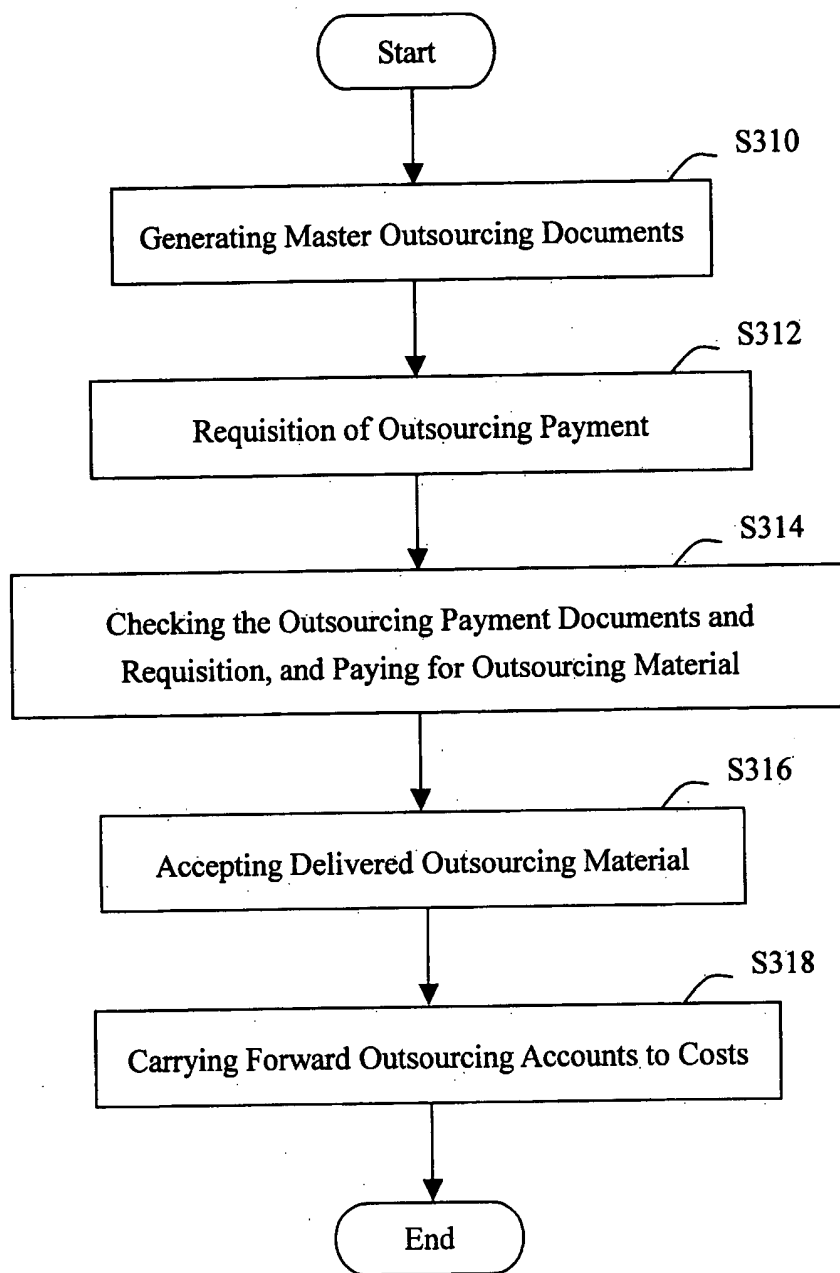 Start
S310
Generating Master Outsourcing Documents
S312
Requisition of Outsourcing Payment
S314
Checking the Outsourcing Payment Documents and
Requisition, and Paying for Outsourcing Material
S316
Accepting Delivered Outsourcing Material
S318
Carrying Forward Outsourcing Accounts to Costs
End